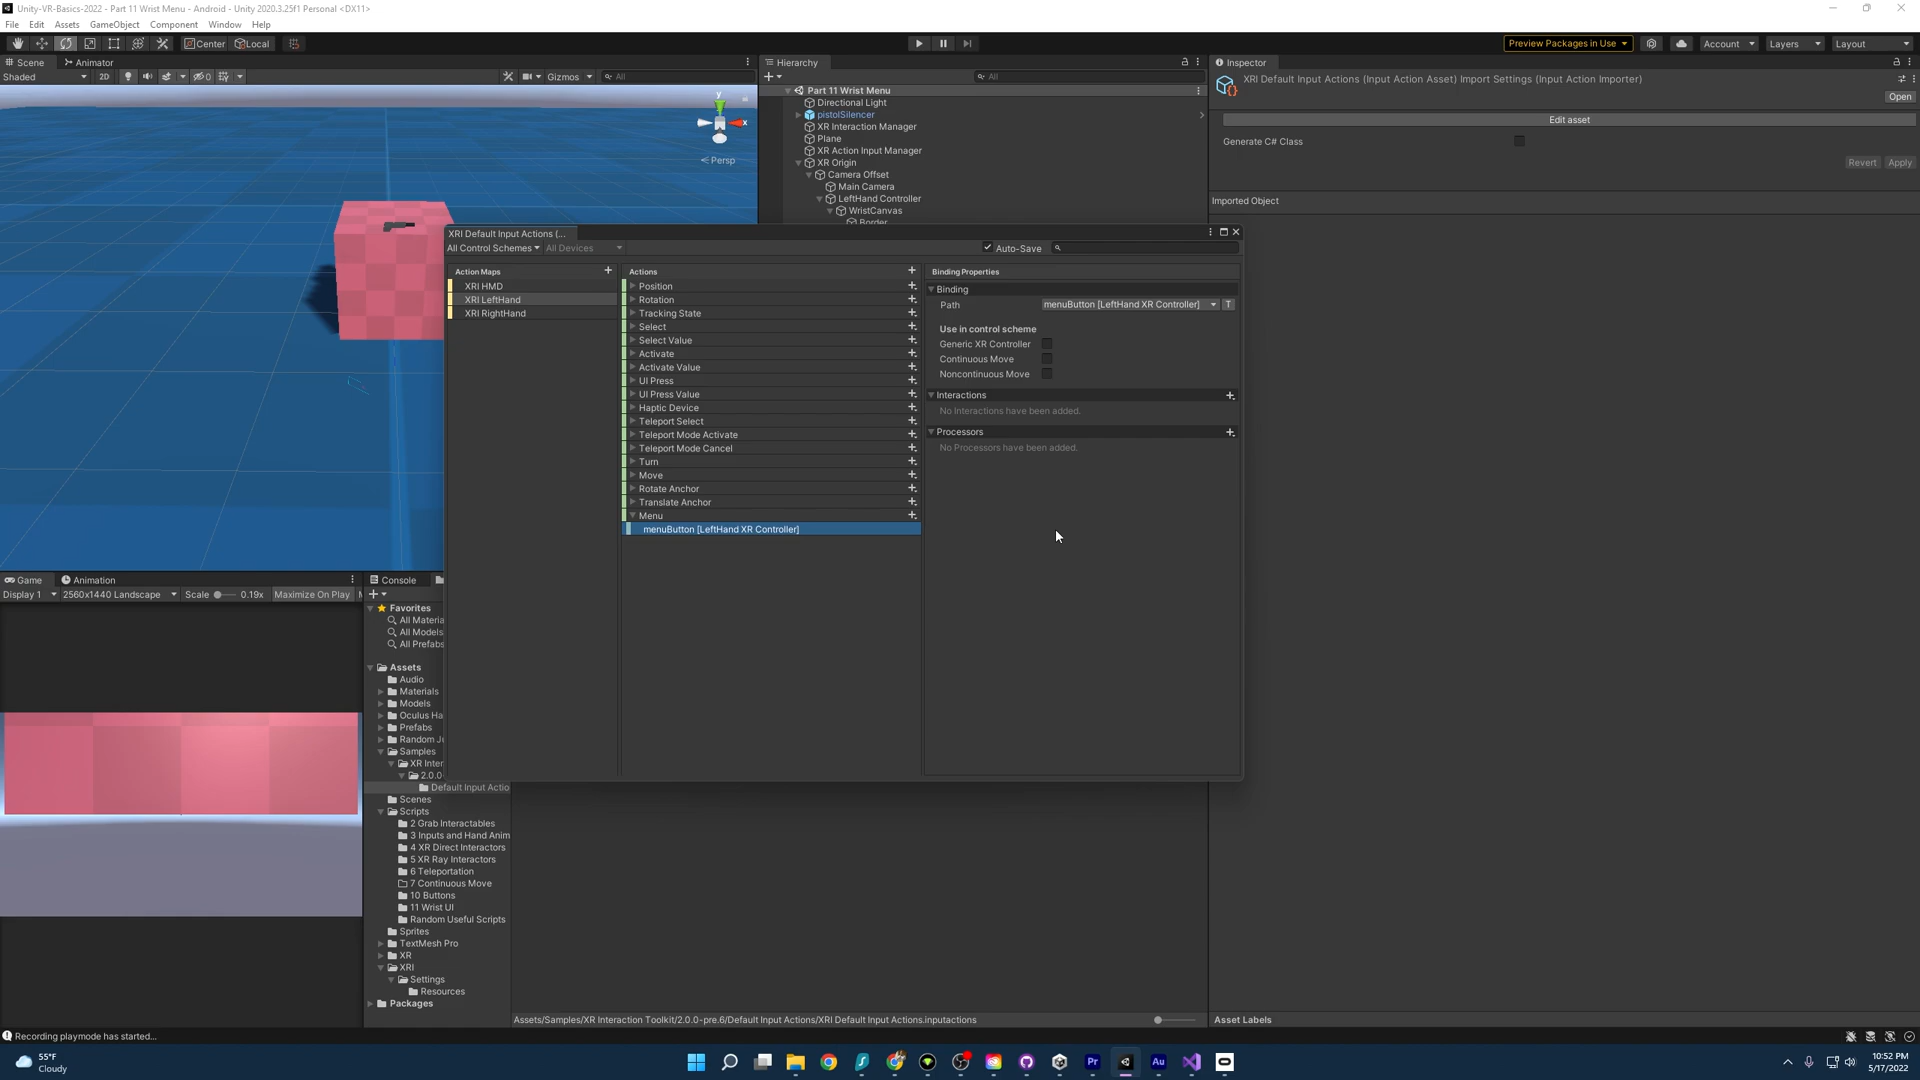 Unity-VR-Basics-2022 - Part 11 Wrist Menu - Android - Unity 2020.3.25f1 Personal <DX11>
File Edit Assets GameObject Component Window Help
Center Local
Preview Packages in Use Account Layers Layout
Scene Animator
Shaded 2D 0 Gizmos All
y
x
Persp
Hierarchy
All
Part 11 Wrist Menu
Directional Light
pistolSilencer
XR Interaction Manager
Plane
XR Action Input Manager
XR Origin
Camera Offset
Main Camera
LeftHand Controller
WristCanvas
Border
Inspector
XRI Default Input Actions (Input Action Asset) Import Settings (Input Action Importer)
Open
Edit asset
Generate C# Class
Revert Apply
Imported Object
XRI Default Input Actions (...
All Control Schemes All Devices Auto-Save
Action Maps
XRI HMD
XRI LeftHand
XRI RightHand
Actions
Position
Rotation
Tracking State
Select
Select Value
Activate
Activate Value
UI Press
UI Press Value
Haptic Device
Teleport Select
Teleport Mode Activate
Teleport Mode Cancel
Turn
Move
Rotate Anchor
Translate Anchor
Menu
menuButton [LeftHand XR Controller]
Binding Properties
Binding
Path menuButton [LeftHand XR Controller] T
Use in control scheme
Generic XR Controller
Continuous Move
Noncontinuous Move
Interactions
No Interactions have been added.
Processors
No Processors have been added.
Game Animation
Display 1 2560x1440 Landscape Scale 0.19x Maximize On Play
Console
Favorites
All Materia
All Models
All Prefabs
Assets
Audio
Materials
Models
Oculus Ha
Prefabs
Random Ju
Samples
XR Inter
2.0.0
Default Input Actio
Scenes
Scripts
2 Grab Interactables
3 Inputs and Hand Anim
4 XR Direct Interactors
5 XR Ray Interactors
6 Teleportation
7 Continuous Move
10 Buttons
11 Wrist UI
Random Useful Scripts
Sprites
TextMesh Pro
XR
XRI
Settings
Resources
Packages
Assets/Samples/XR Interaction Toolkit/2.0.0-pre.6/Default Input Actions/XRI Default Input Actions.inputactions
Asset Labels
Recording playmode has started...
55°F
Cloudy
Pr Au
10:52 PM
5/17/2022